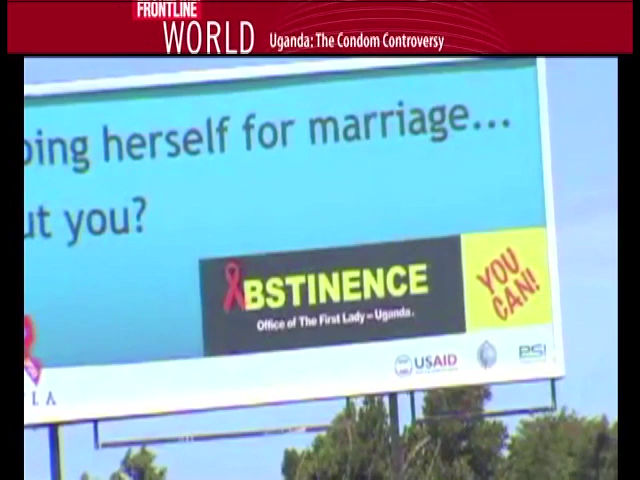 FRONTLINE
WORLD Uganda: The Condom Controversy
ping herself for marriage...
ut you?
BSTINENCE
Office of The First Lady - Uganda.
YOU
CAN!
USAID
PSI
LA